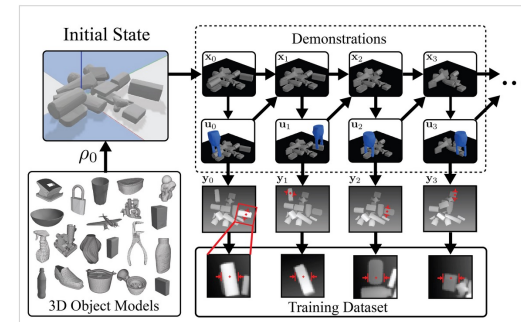 Initial State
Demonstrations
x₀ x₁ x₂ x₃
u₀ u₁ u₂ u₃
ρ₀
y₀ y₁ y₂ y₃
3D Object Models
Training Dataset